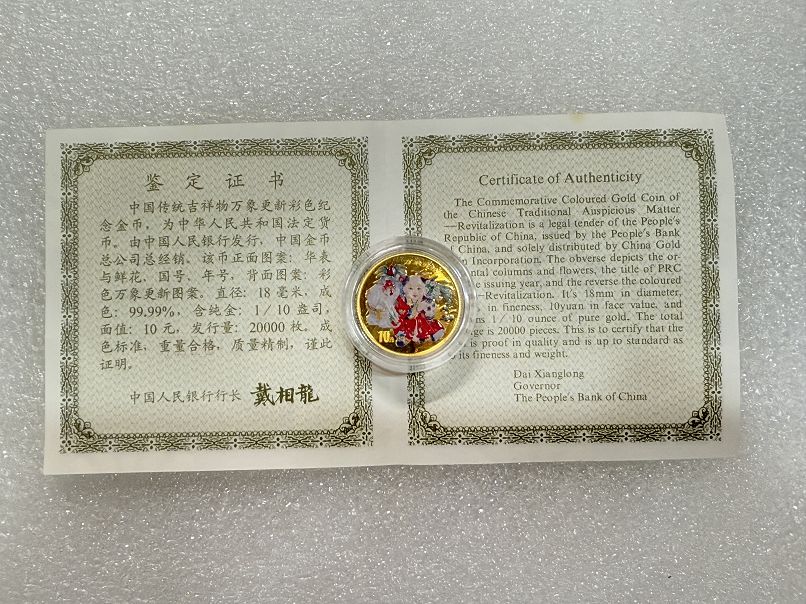 鉴定证书
中国传统吉祥物万象更新彩色纪
念金币，为中华人民共和国法定货
币。由中国人民银行发行，中国金币
总公司总经销。该币正面图案：华表
与鲜花、国号、年号，背面图案：彩
色万象更新图案。直径：18毫米，成
色：99.99%，含纯金：1／10盎司，
面值：10元，发行量：20000枚。成
色标准，重量合格，质量精制，谨此
证明。
中国人民银行行长 戴相龍
10
Certificate of Authenticity
The Commemorative Coloured Gold Coin of
the Chinese Traditional Auspicious Matter
—Revitalization is a legal tender of the People's
Republic of China, issued by the People's Bank
China, and solely distributed by China Gold
Incorporation. The obverse depicts the or-
ntal columns and flowers, the title of PRC
issuing year, and the reverse the coloured
—Revitalization. It's 18mm in diameter,
in fineness, 10yuan in face value, and
1／10 ounce of pure gold. The total
is 20000 pieces. This is to certify that the
is proof in quality and is up to standard as
its fineness and weight.
Dai Xianglong
Governor
The People's Bank of China